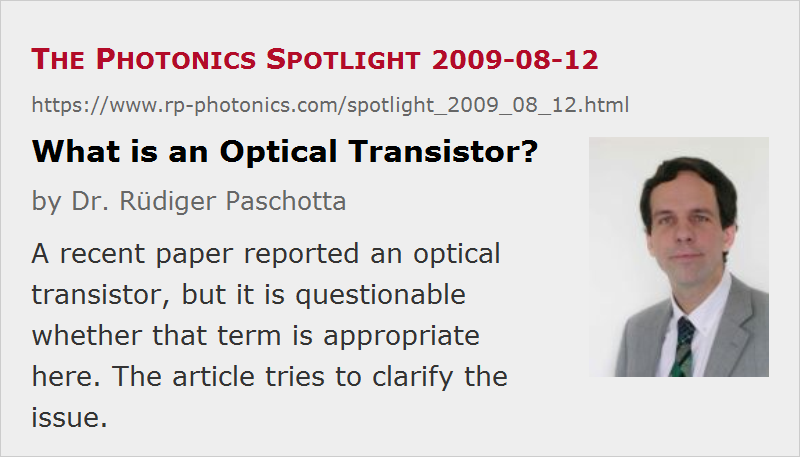 The Photonics Spotlight 2009-08-12
https://www.rp-photonics.com/spotlight_2009_08_12.html
What is an Optical Transistor?
by Dr. Rüdiger Paschotta
A recent paper reported an optical
transistor, but it is questionable
whether that term is appropriate
here. The article tries to clarify the
issue.